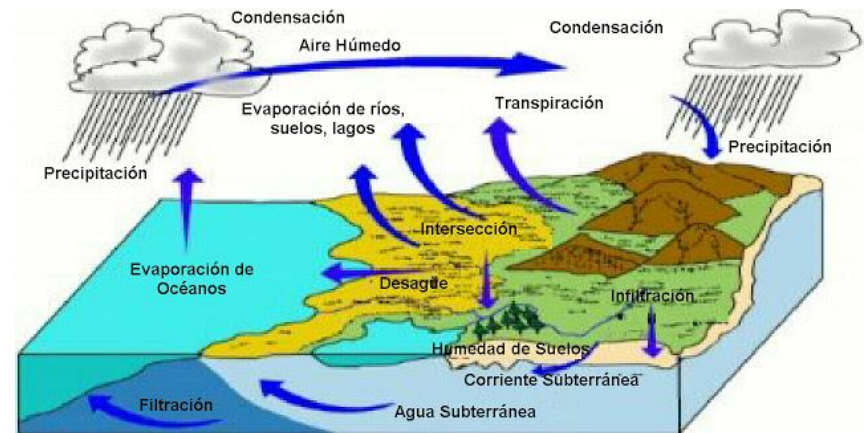 Condensación
Condensación
Aire Húmedo
Evaporación de ríos,
suelos, lagos
Transpiración
Precipitación
Precipitación
Intersección
Evaporación de
Océanos
Desague
Infiltración
Humedad de Suelos
Corriente Subterránea
Filtración
Agua Subterránea